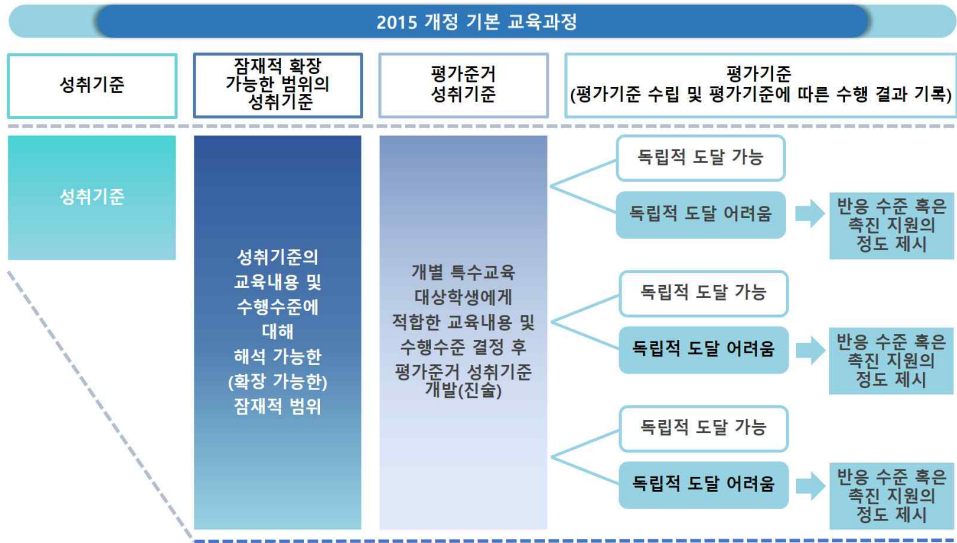 2015 개정 기본 교육과정
성취기준
잠재적 확장
가능한 범위의
성취기준
평가준거
성취기준
평가기준
(평가기준 수립 및 평가기준에 따른 수행 결과 기록)
성취기준
성취기준의
교육내용 및
수행수준에
대해
해석 가능한
(확장 가능한)
잠재적 범위
개별 특수교육
대상학생에게
적합한 교육내용 및
수행수준 결정 후
평가준거 성취기준
개발(진술)
독립적 도달 가능
독립적 도달 어려움
반응 수준 혹은
촉진 지원의
정도 제시
독립적 도달 가능
독립적 도달 어려움
반응 수준 혹은
촉진 지원의
정도 제시
독립적 도달 가능
독립적 도달 어려움
반응 수준 혹은
촉진 지원의
정도 제시